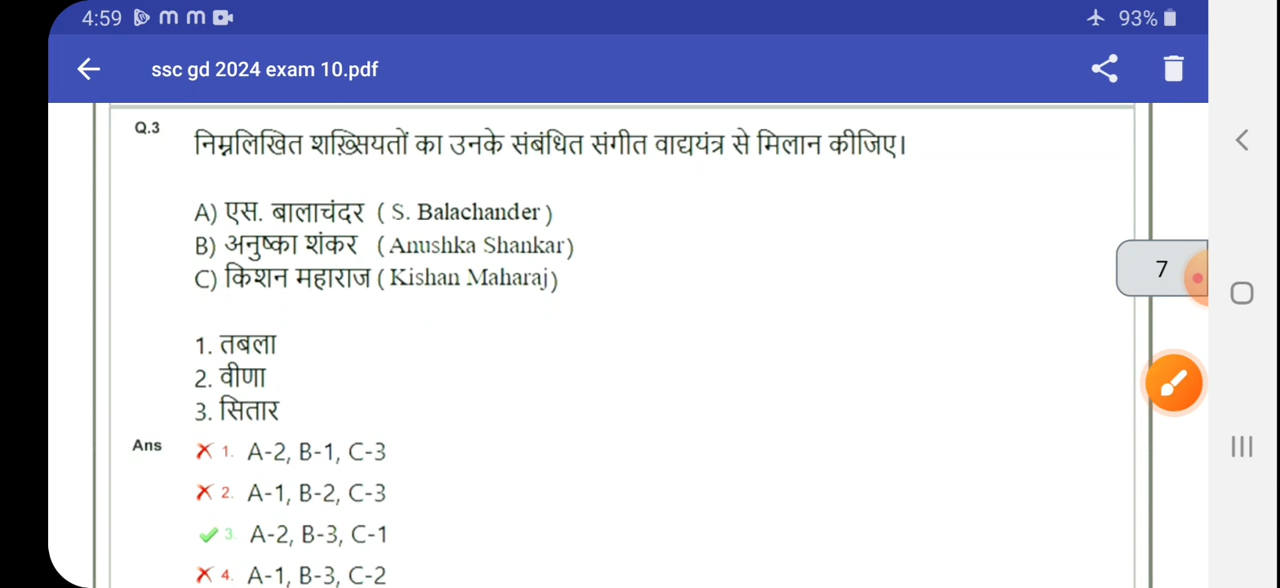 4:59 93%
ssc gd 2024 exam 10.pdf
Q.3
निम्नलिखित शख़्सियतों का उनके संबंधित संगीत वाद्ययंत्र से मिलान कीजिए।
A) एस. बालाचंदर ( S. Balachander )
B) अनुष्का शंकर ( Anushka Shankar)
C) किशन महाराज ( Kishan Maharaj)
7
1. तबला
2. वीणा
3. सितार
Ans
1. A-2, B-1, C-3
2. A-1, B-2, C-3
3. A-2, B-3, C-1
4. A-1, B-3, C-2